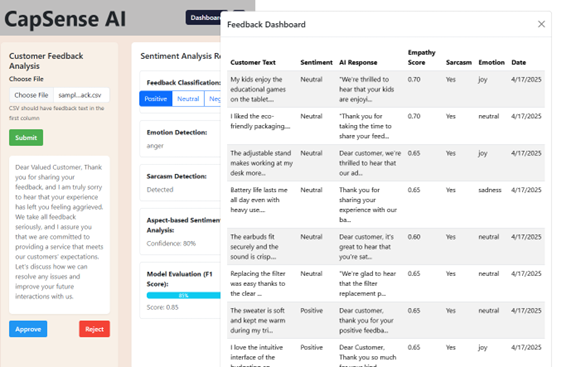 CapSense AI
Dashboar
Customer Feedback
Analysis
Choose File
Choose File sampl...ack.csv
CSV should have feedback text in the
first column
Submit
Dear Valued Customer, Thank
you for sharing your
feedback, and I am truly sorry
to hear that your experience
has left you feeling aggrieved.
We take all feedback
seriously, and I assure you
that we are committed to
providing a service that meets
our customers' expectations.
Let's discuss how we can
resolve any issues and
improve your future
interactions with us.
Approve Reject
Sentiment Analysis Re
Feedback Classification:
Positive Neutral Neg
Emotion Detection:
anger
Sarcasm Detection:
Detected
Aspect-based Sentimen
Analysis:
Confidence: 80%
Model Evaluation (F1
Score):
85%
Score: 0.85
Feedback Dashboard
Customer Text Sentiment AI Response Empathy Score Sarcasm Emotion Date
My kids enjoy the
educational games
on the tablet.... Neutral "We're thrilled to
hear that your kids
are enjoyi... 0.70 Yes joy 4/17/2025
I liked the eco-
friendly packaging.... Neutral "Thank you for
taking the time to
share your feed... 0.70 Yes neutral 4/17/2025
The adjustable stand
makes working at my
desk more... Neutral Dear customer, we're
thrilled to hear that
our ad... 0.65 Yes joy 4/17/2025
Battery life lasts me
all day even with
heavy use.... Neutral Thank you for
sharing your
experience with our
ba... 0.65 Yes sadness 4/17/2025
The earbuds fit
securely and the
sound is crisp.... Neutral Dear customer, it's
great to hear that
you're sat... 0.60 Yes neutral 4/17/2025
Replacing the filter
was easy thanks to
the clear ... Neutral "We're glad to hear
that the filter
replacement p... 0.65 Yes neutral 4/17/2025
The sweater is soft
and kept me warm
during my tri... Positive Dear customer,
thank you for your
positive feedba... 0.65 Yes neutral 4/17/2025
I love the intuitive
interface of the Positive Dear Customer,
Thank you so much 0.65 Yes joy 4/17/2025